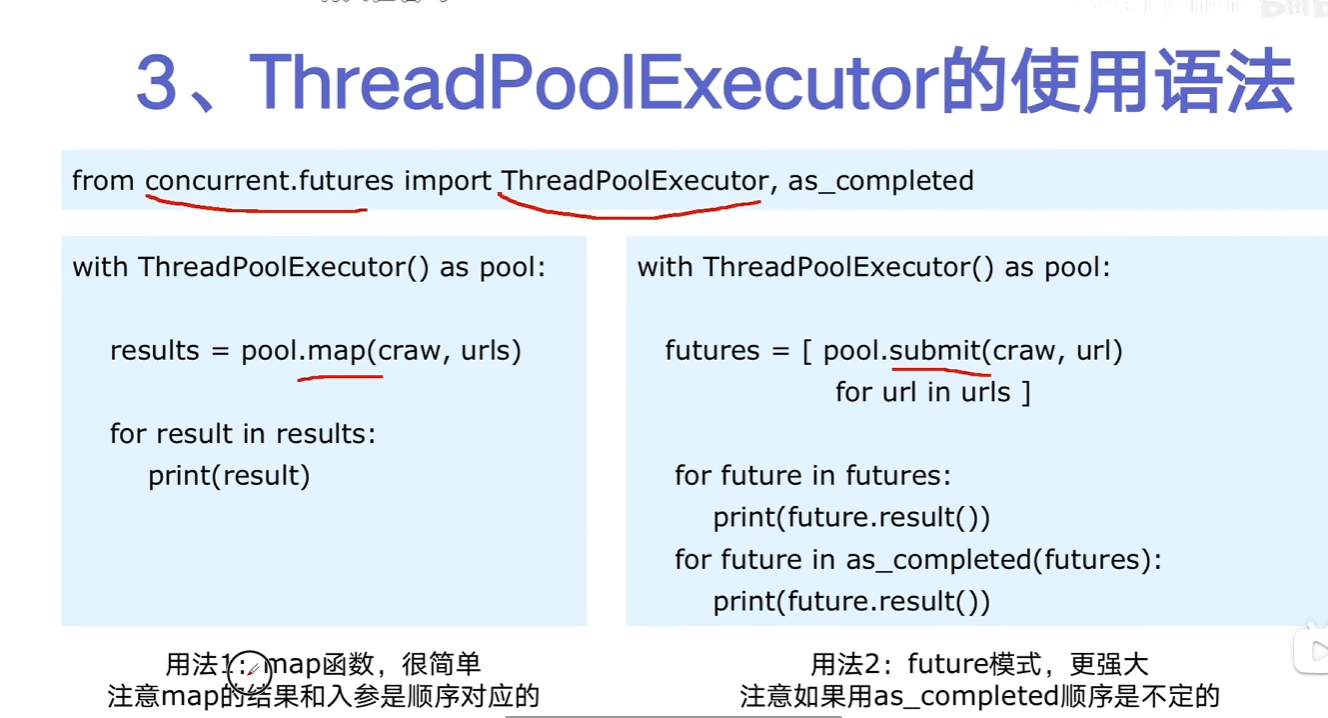 3、ThreadPoolExecutor的使用语法
from concurrent.futures import ThreadPoolExecutor, as_completed
with ThreadPoolExecutor() as pool:
results = pool.map(craw, urls)
for result in results:
print(result)
用法1：map函数，很简单
注意map的结果和入参是顺序对应的
with ThreadPoolExecutor() as pool:
futures = [ pool.submit(craw, url)
for url in urls ]
for future in futures:
print(future.result())
for future in as_completed(futures):
print(future.result())
用法2：future模式，更强大
注意如果用as_completed顺序是不定的